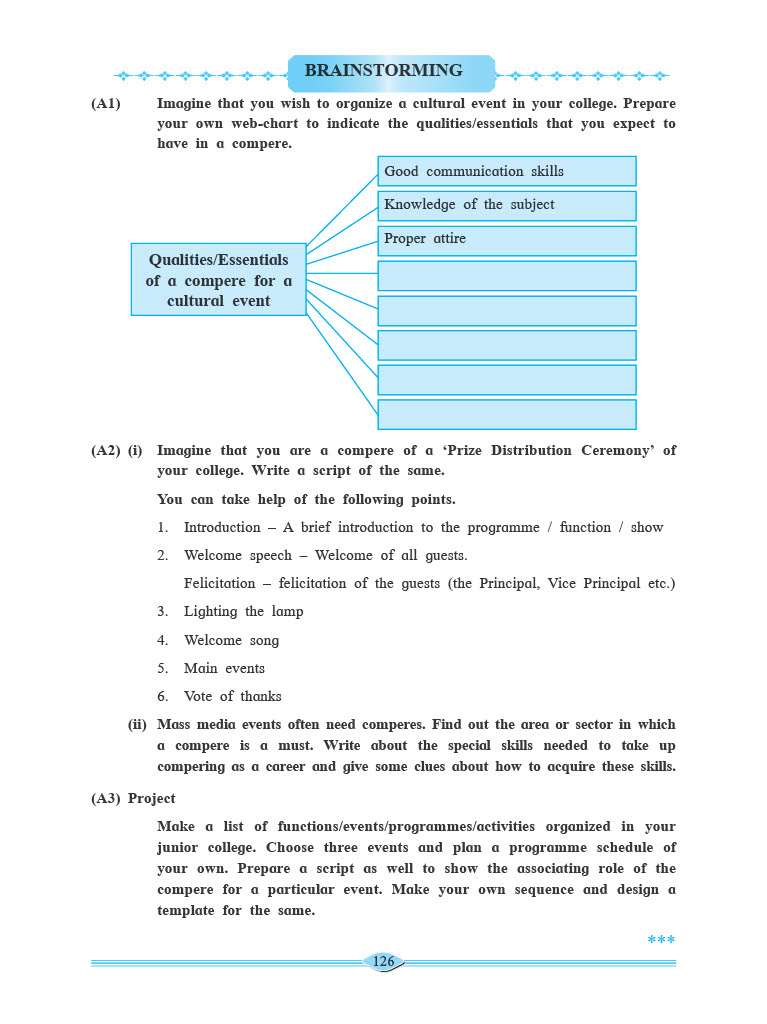 BRAINSTORMING
(A1) Imagine that you wish to organize a cultural event in your college. Prepare
your own web-chart to indicate the qualities/essentials that you expect to
have in a compere.
Good communication skills
Knowledge of the subject
Proper attire
Qualities/Essentials
of a compere for a
cultural event
(A2) (i) Imagine that you are a compere of a ‘Prize Distribution Ceremony’ of
your college. Write a script of the same.
You can take help of the following points.
1. Introduction – A brief introduction to the programme / function / show
2. Welcome speech – Welcome of all guests.
Felicitation – felicitation of the guests (the Principal, Vice Principal etc.)
3. Lighting the lamp
4. Welcome song
5. Main events
6. Vote of thanks
(ii) Mass media events often need comperes. Find out the area or sector in which
a compere is a must. Write about the special skills needed to take up
compering as a career and give some clues about how to acquire these skills.
(A3) Project
Make a list of functions/events/programmes/activities organized in your
junior college. Choose three events and plan a programme schedule of
your own. Prepare a script as well to show the associating role of the
compere for a particular event. Make your own sequence and design a
template for the same.
***
126